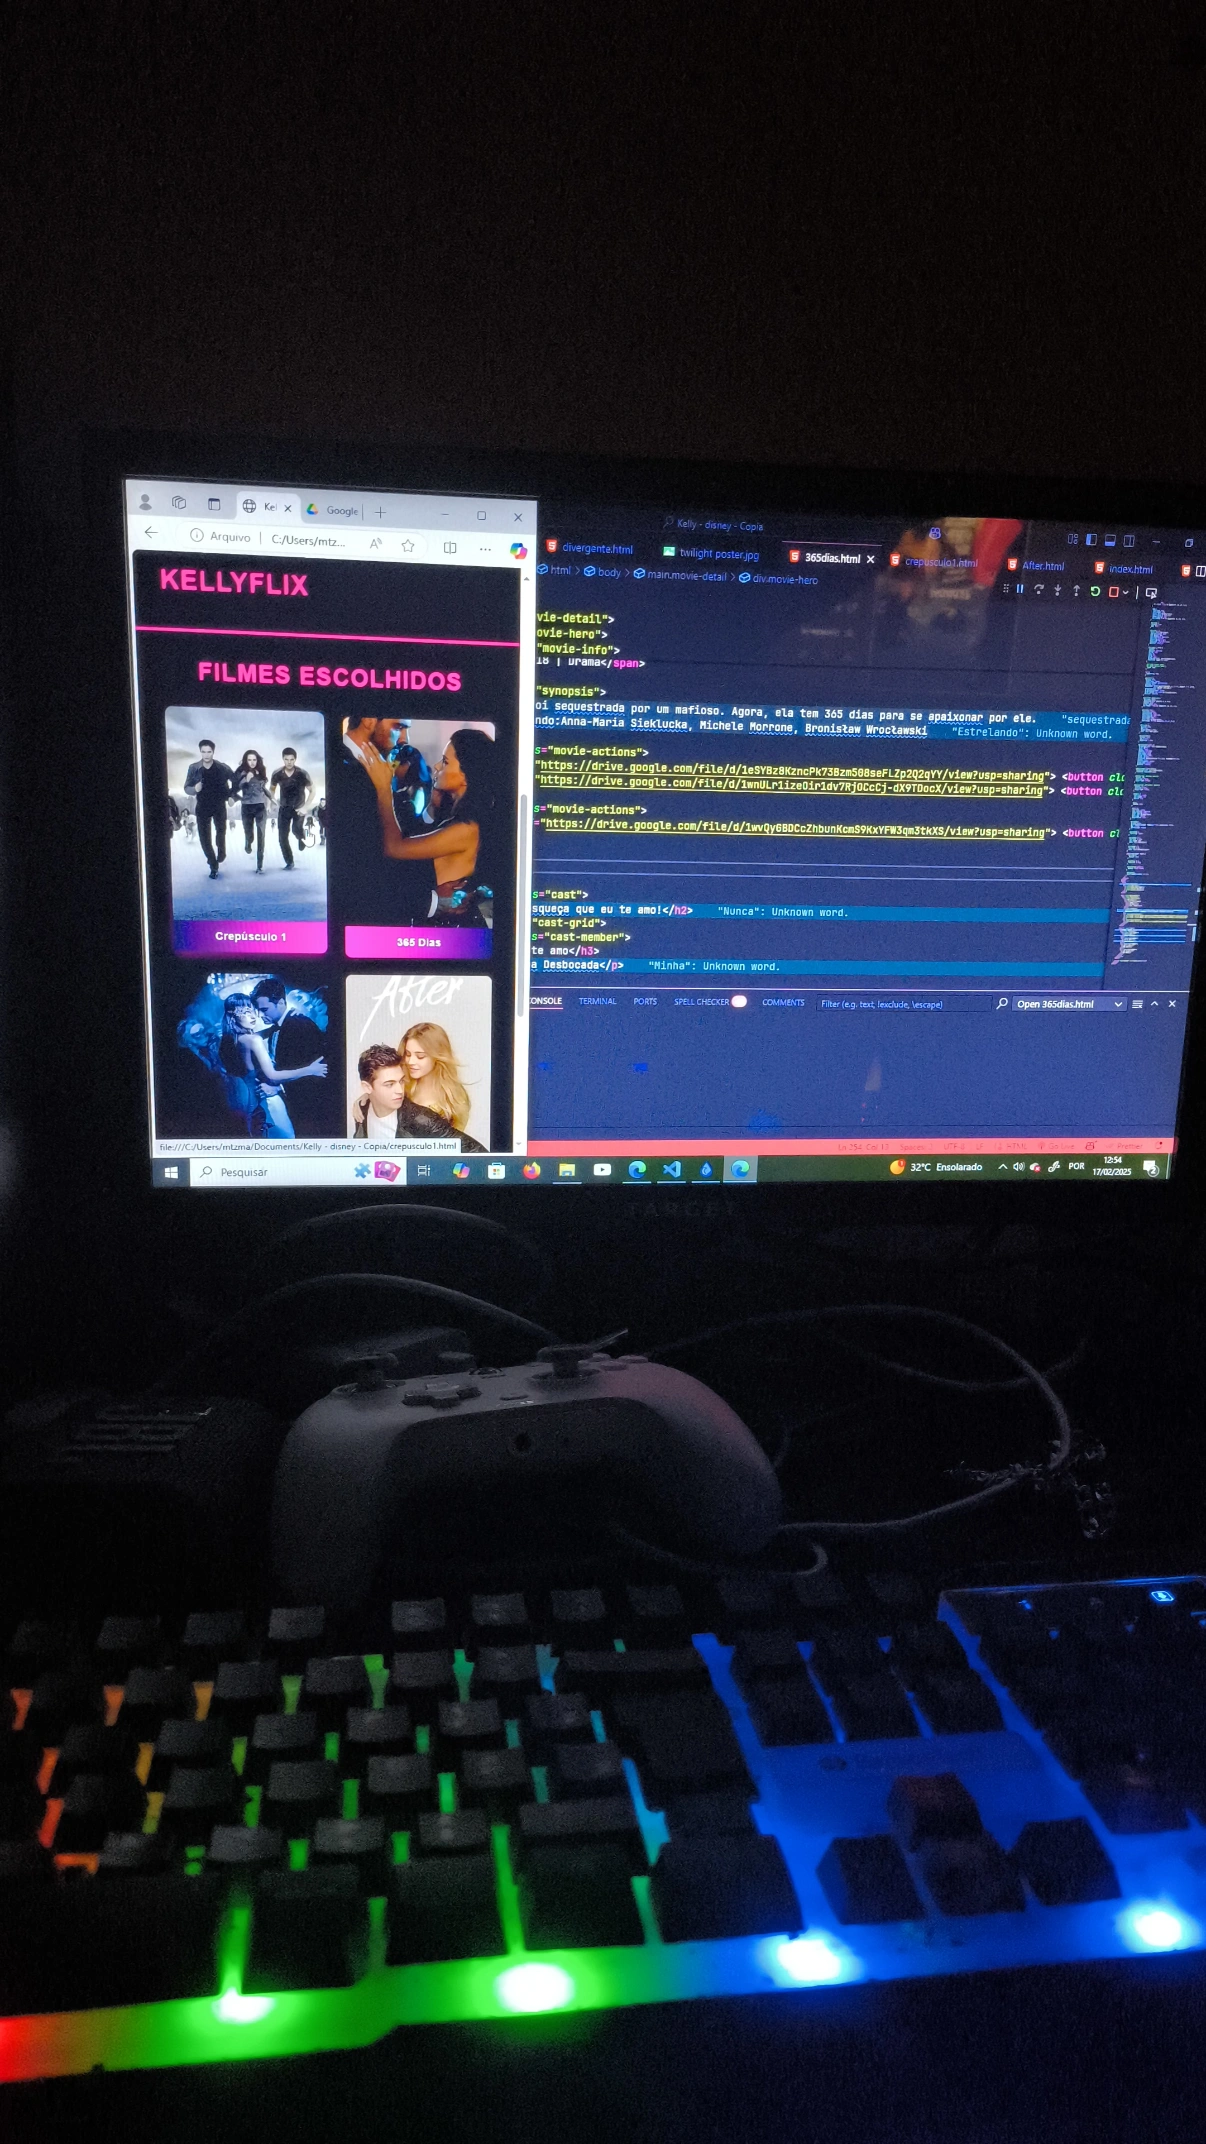 Kel
Google
Arquivo
C:/Users/mtz...
KELLYFLIX
FILMES ESCOLHIDOS
Crepúsculo 1
365 Dias
After
file:///C:/Users/mtzma/Documents/Kelly - disney - Copia/crepusculo1.html
Kelly - disney - Copia
divergente.html
twilight poster.jpg
365dias.html
crepusculo1.html
After.html
index.html
html > body > main.movie-detail > div.movie-hero
vie-detail">
ovie-hero">
"movie-info">
18 | Drama</span>
"synopsis">
oi sequestrada por um mafioso. Agora, ela tem 365 dias para se apaixonar por ele. "sequestrada
ndo:Anna-Maria Sieklucka, Michele Morrone, Bronisław Wrocławski "Estrelando": Unknown word.
s="movie-actions">
"https://drive.google.com/file/d/1eSYBz8KzncPk73Bzm508seFLZp2Q2qYY/view?usp=sharing"> <button cl
"https://drive.google.com/file/d/1wnULr1ize0ir1dv7Rj0CcCj-dX9TDocX/view?usp=sharing"> <button cl
s="movie-actions">
="https://drive.google.com/file/d/1wvQyGBDCcZhbunKcmS9KxYFW3qm3tkXS/view?usp=sharing"> <button cl
s="cast">
squeça que eu te amo!</h2> "Nunca": Unknown word.
"cast-grid">
s="cast-member">
te amo</h3>
a Desbocada</p> "Minha": Unknown word.
CONSOLE TERMINAL PORTS SPELL CHECKER COMMENTS Filter (e.g. text, !exclude, \escape) Open 365dias.html
Go Live
Prettier
Pesquisar
32°C Ensolarado
POR
12:54
17/02/2025
2
TARGET